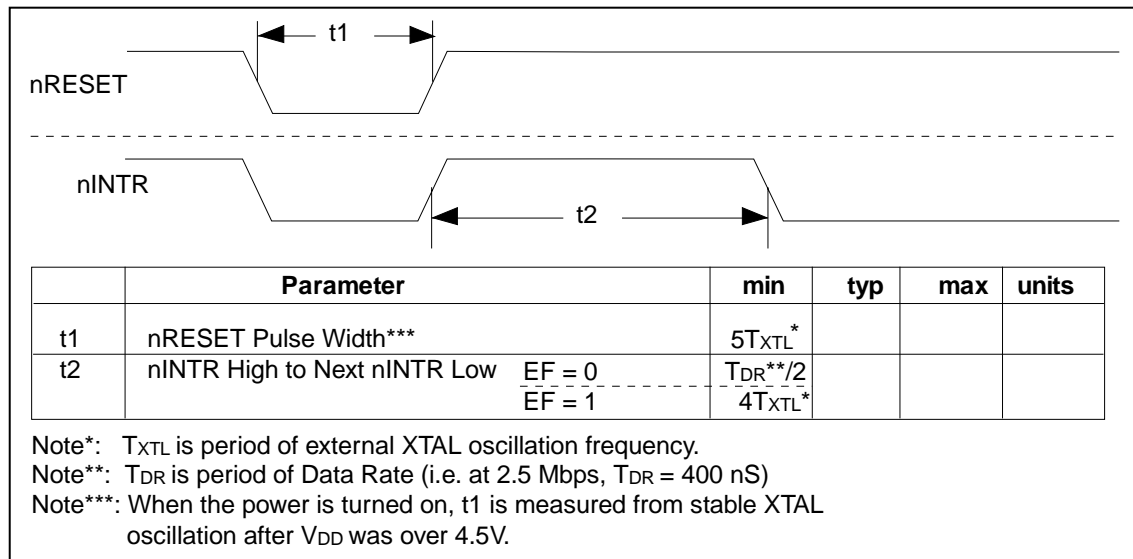 t1
nRESET
nINTR
t2
Parameter min typ max units
t1 nRESET Pulse Width*** 5TXTL*
t2 nINTR High to Next nINTR Low EF = 0 TDR**/2
EF = 1 4TXTL*
Note*: TXTL is period of external XTAL oscillation frequency.
Note**: TDR is period of Data Rate (i.e. at 2.5 Mbps, TDR = 400 nS)
Note***: When the power is turned on, t1 is measured from stable XTAL
oscillation after VDD was over 4.5V.